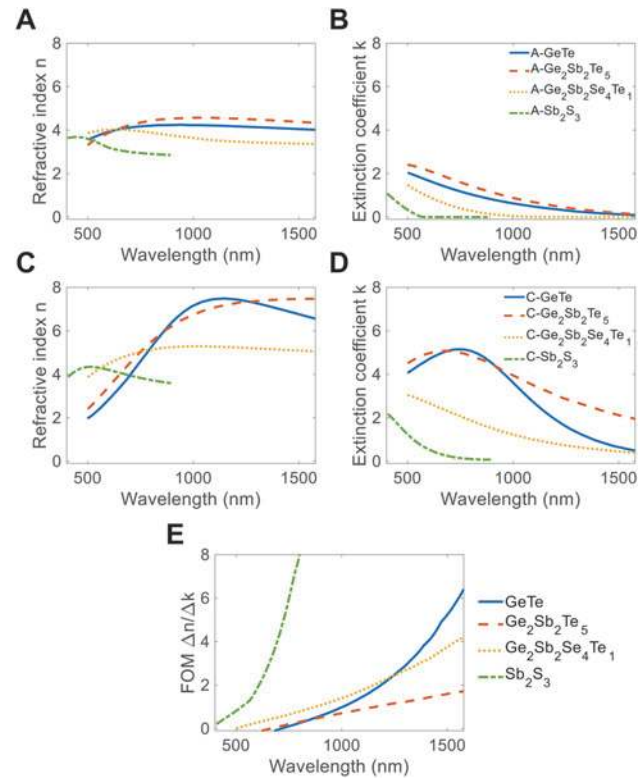 A
Refractive index n
8
6
4
2
0
500
1000
1500
Wavelength (nm)
B
Extinction coefficient k
8
6
4
2
0
A-GeTe
A-Ge2Sb2Te5
A-Ge2Sb2Se4Te1
A-Sb2S3
500
1000
1500
Wavelength (nm)
C
Refractive index n
8
6
4
2
0
500
1000
1500
Wavelength (nm)
D
Extinction coefficient k
8
6
4
2
0
C-GeTe
C-Ge2Sb2Te5
C-Ge2Sb2Se4Te1
C-Sb2S3
500
1000
1500
Wavelength (nm)
E
FOM Δn/Δk
8
6
4
2
0
500
1000
1500
Wavelength (nm)
GeTe
Ge2Sb2Te5
Ge2Sb2Se4Te1
Sb2S3